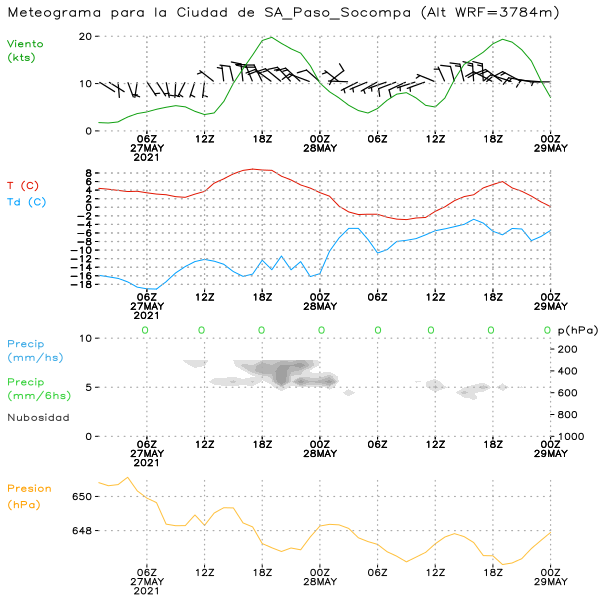 Meteograma para la Ciudad de SA_Paso_Socompa (Alt WRF=3784m)
Viento
(kts)
20
10
0
06Z 12Z 18Z 00Z 06Z 12Z 18Z 00Z
27MAY 28MAY 29MAY
2021
T (C)
Td (C)
8
6
4
2
0
-2
-4
-6
-8
-10
-12
-14
-16
-18
06Z 12Z 18Z 00Z 06Z 12Z 18Z 00Z
27MAY 28MAY 29MAY
2021
0 0 0 0 0 0 0 0
p(hPa)
Precip
(mm/hs)
Precip
(mm/6hs)
Nubosidad
10
5
0
200
400
600
800
1000
06Z 12Z 18Z 00Z 06Z 12Z 18Z 00Z
27MAY 28MAY 29MAY
2021
Presion
(hPa)
650
648
06Z 12Z 18Z 00Z 06Z 12Z 18Z 00Z
27MAY 28MAY 29MAY
2021